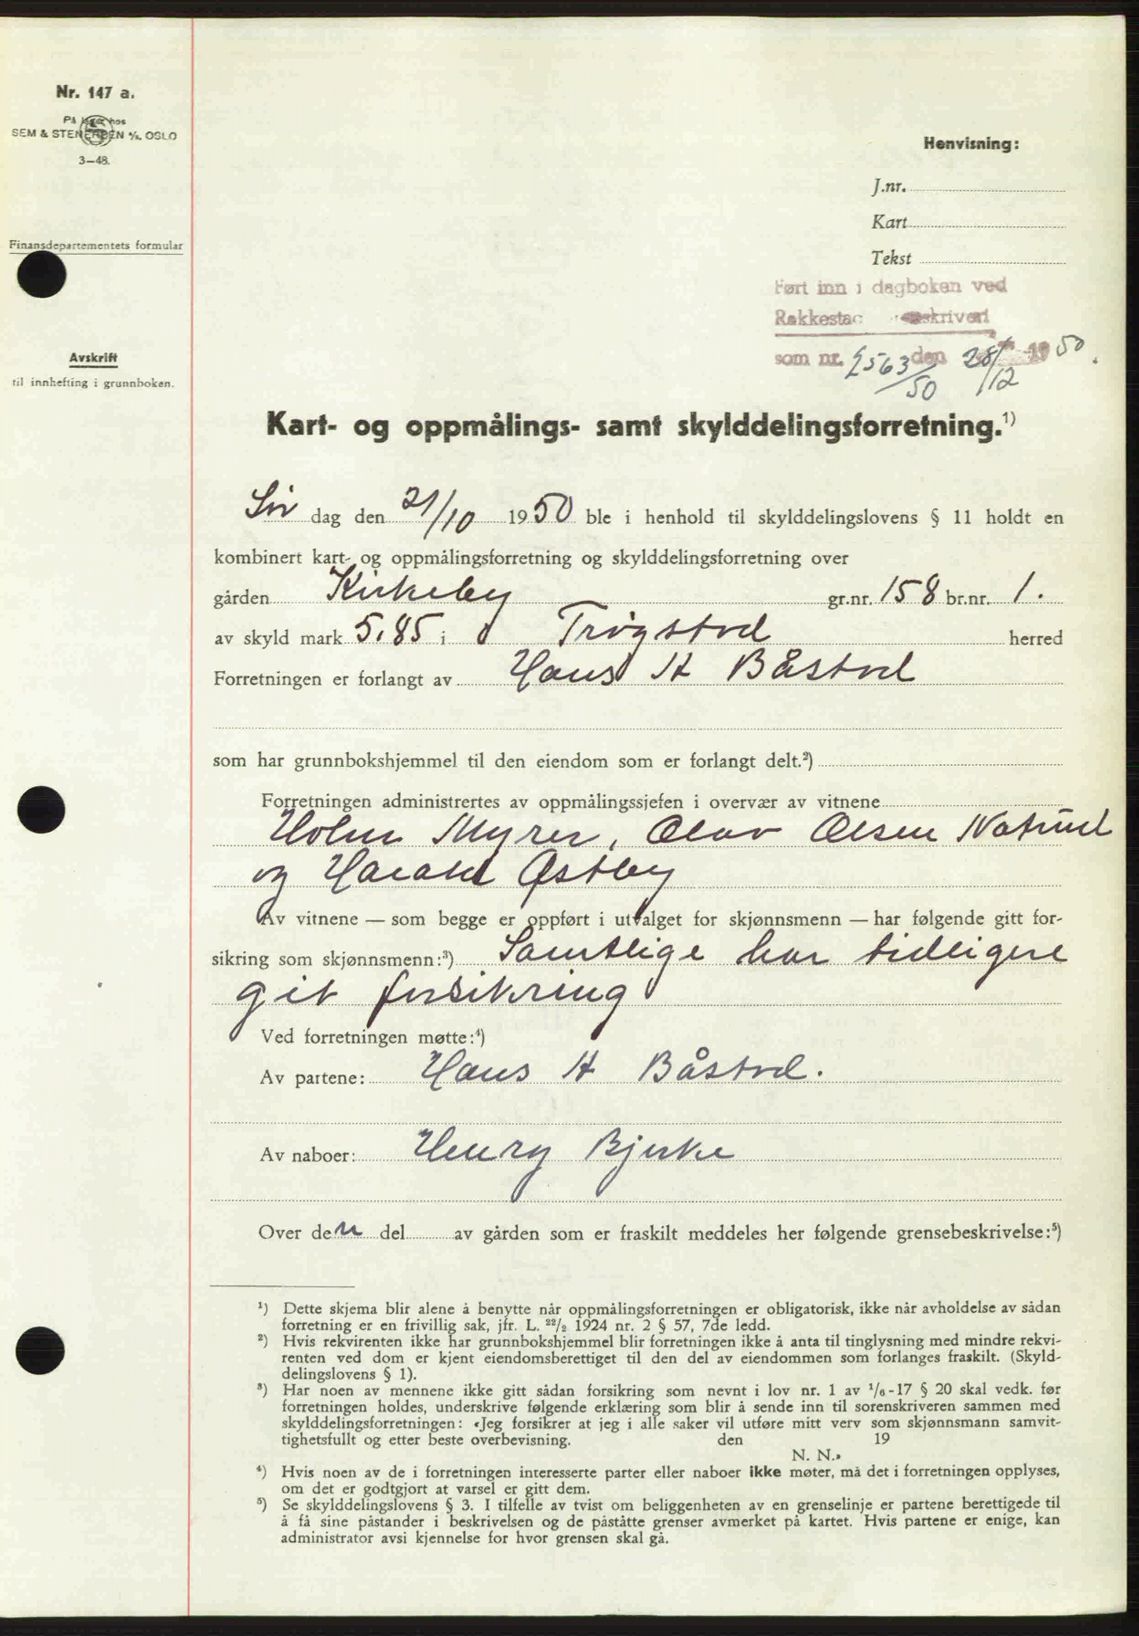 Nr. 147 a.
På lager hos
SEM & STENERSEN A/S, OSLO
3-48.
Finansdepartementets formular
Avskrift
til innhefting i grunnboken.
Henvisning:
J.nr.
Kart
Tekst
Ført inn i dagboken ved
Rakkestad skriveri
som nr. 2563/50 den 28/12 1950.
Kart- og oppmålings- samt skylddelingsforretning.¹)
Lør dag den 21/10 1950 ble i henhold til skylddelingslovens § 11 holdt en
kombinert kart- og oppmålingsforretning og skylddelingsforretning over
gården Kirkeby gr.nr. 158 br.nr. 1.
av skyld mark 5,85 i Trøgstad herred
Forretningen er forlangt av Hans H Båstad
som har grunnbokshjemmel til den eiendom som er forlangt delt.²)
Forretningen administrertes av oppmålingssjefen i overvær av vitnene
Holm Myrer, Olav Olsen
og Harald Østby
Av vitnene — som begge er oppført i utvalget for skjønnsmenn — har følgende gitt for-
sikring som skjønnsmenn:³) Samtlige har tidligere
git forsikring
Ved forretningen møtte:⁴)
Av partene: Hans H Båstad.
Av naboer: Henry Bjerke
Over den del av gården som er fraskilt meddeles her følgende grensebeskrivelse:⁵)
¹) Dette skjema blir alene å benytte når oppmålingsforretningen er obligatorisk, ikke når avholdelse av sådan
forretning er en frivillig sak, jfr. L. ²²/₂ 1924 nr. 2 § 57, 7de ledd.
²) Hvis rekvirenten ikke har grunnbokshjemmel blir forretningen ikke å anta til tinglysning med mindre rekvi-
renten ved dom er kjent eiendomsberettiget til den del av eiendommen som forlanges fraskilt. (Skyld-
delingslovens § 1).
³) Har noen av mennene ikke gitt sådan forsikring som nevnt i lov nr. 1 av ¹/₆-17 § 20 skal vedk. før
forretningen holdes, underskrive følgende erklæring som blir å sende inn til sorenskriveren sammen med
skylddelingsforretningen: «Jeg forsikrer at jeg i alle saker vil utføre mitt verv som skjønnsmann samvit-
tighetsfullt og etter beste overbevisning. den 19
N. N.»
⁴) Hvis noen av de i forretningen interesserte parter eller naboer ikke møter, må det i forretningen opplyses,
om det er godtgjort at varsel er gitt dem.
⁵) Se skylddelingslovens § 3. I tilfelle av tvist om beliggenheten av en grenselinje er partene berettigede til
å få sine påstander i beskrivelsen og de påståtte grenser avmerket på kartet. Hvis partene er enige, kan
administrator avsi kjennelse for hvor grensen skal gå.